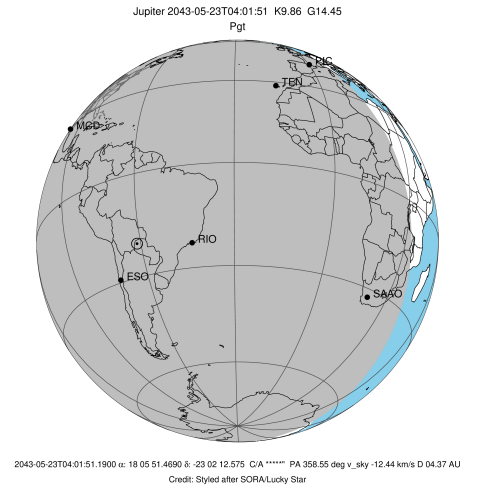 Jupiter 2043-05-23T04:01:51 K9.86 G14.45
Pgt
PIC
TEN
MCD
RIO
ESO
SAAO
2043-05-23T04:01:51.1900 α: 18 05 51.4690 δ: -23 02 12.575 C/A *****" PA 358.55 deg v_sky -12.44 km/s D 04.37 AU
Credit: Styled after SORA/Lucky Star